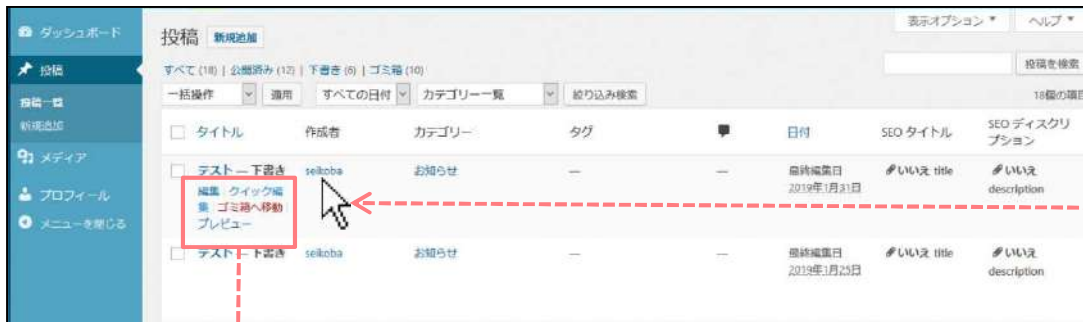 ダッシュボード
投稿
投稿一覧
新規追加
メディア
プロフィール
メニューを閉じる
表示オプション ヘルプ
投稿 新規追加
すべて (18) | 公開済み (12) | 下書き (6) | ゴミ箱 (10)
投稿を検索
一括操作 適用 すべての日付 カテゴリー一覧 絞り込み検索
18個の項目
タイトル 作成者 カテゴリー タグ 日付 SEO タイトル SEO ディスクリ
プション
テスト — 下書き seikoba お知らせ — — 最終編集日 いいえ title いいえ
編集 | クイック編 2019年1月31日 description
集 | ゴミ箱へ移動 |
プレビュー
テスト — 下書き seikoba お知らせ — — 最終編集日 いいえ title いいえ
2019年1月25日 description